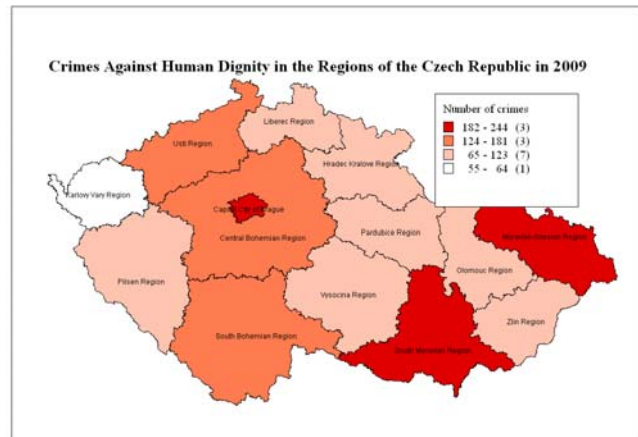 Crimes Against Human Dignity in the Regions of the Czech Republic in 2009
Number of crimes
182 - 244 (3)
124 - 181 (3)
65 - 123 (7)
55 - 64 (1)
Liberec Region
Usti Region
Hradec Kralove Region
Karlovy Vary Region
Capital City of Prague
Central Bohemian Region
Pardubice Region
Moravian-Silesian Region
Olomouc Region
Pilsen Region
Vysocina Region
Zlin Region
South Bohemian Region
South Moravian Region